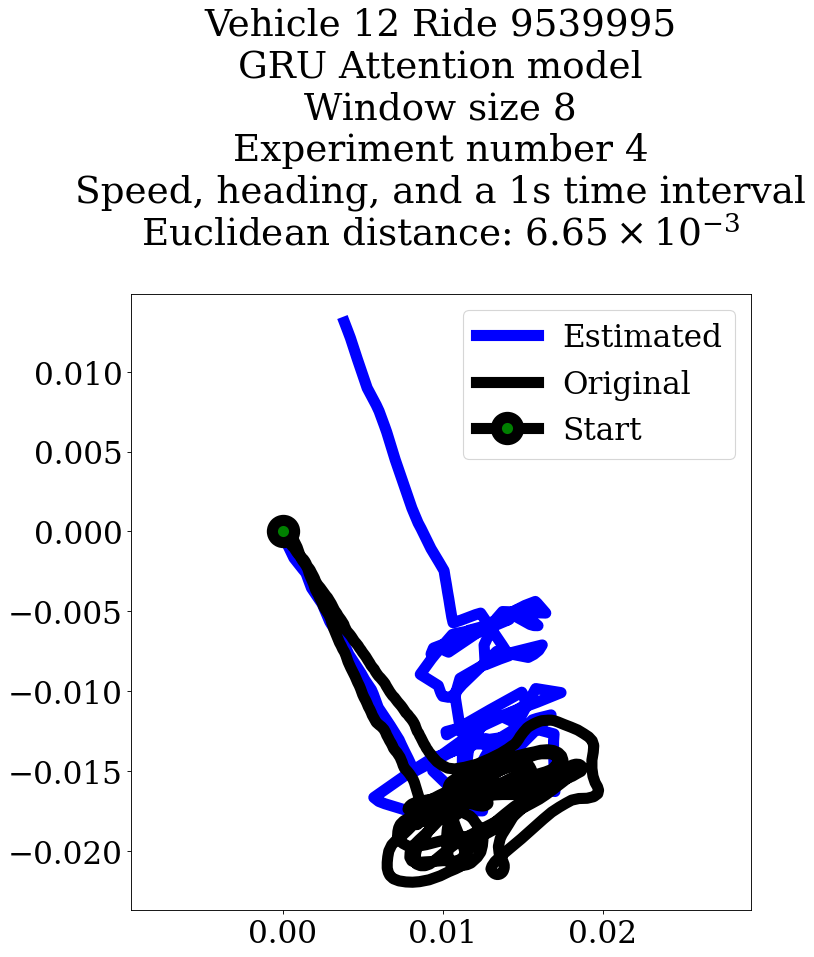 Vehicle 12 Ride 9539995
GRU Attention model
Window size 8
Experiment number 4
Speed, heading, and a 1s time interval
Euclidean distance: 6.65 × 10⁻³
Estimated
Original
Start
0.010
0.005
0.000
−0.005
−0.010
−0.015
−0.020
0.00 0.01 0.02